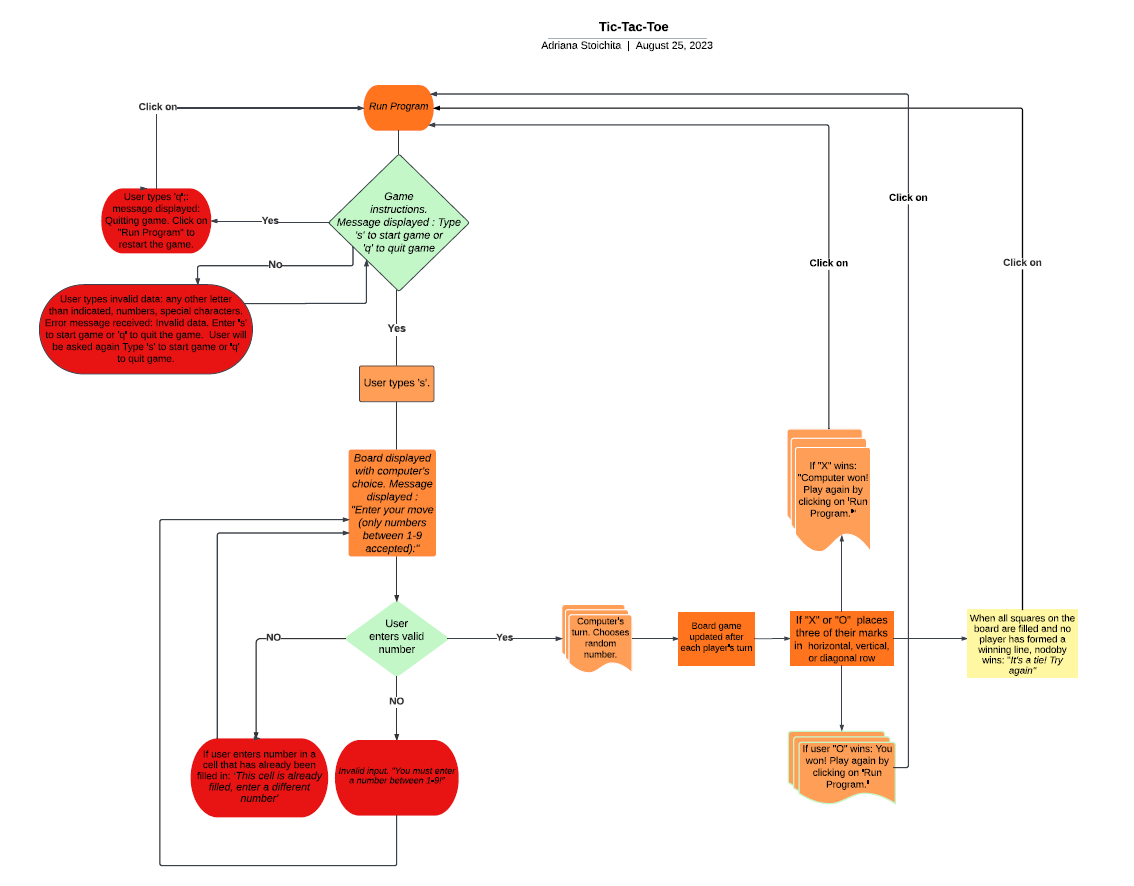 Tic-Tac-Toe
Adriana Stoichita | August 25, 2023
Run Program
Click on
User types 'q';:
message displayed:
Quitting game. Click on
"Run Program" to
restart the game.
Yes
Game
instructions.
Message displayed : Type
's' to start game or
'q' to quit game
No
User types invalid data: any other letter
than indicated, numbers, special characters.
Error message received: Invalid data. Enter 's'
to start game or 'q' to quit the game. User will
be asked again Type 's' to start game or 'q'
to quit game.
Yes
User types 's'.
Board displayed
with computer's
choice. Message
displayed :
"Enter your move
(only numbers
between 1-9
accepted):"
User
enters valid
number
NO
NO
If user enters number in a
cell that has already been
filled in: 'This cell is already
filled, enter a different
number'
Invalid input. "You must enter
a number between 1-9!"
Yes
Computer's
turn. Chooses
random
number.
Board game
updated after
each player's turn
If "X" or "O" places
three of their marks
in horizontal, vertical,
or diagonal row
Click on
If "X" wins:
"Computer won!
Play again by
clicking on 'Run
Program.'"
Click on
If user "O" wins: You
won! Play again by
clicking on 'Run
Program.'
Click on
When all squares on the
board are filled and no
player has formed a
winning line, nodoby
wins: "It's a tie! Try
again"